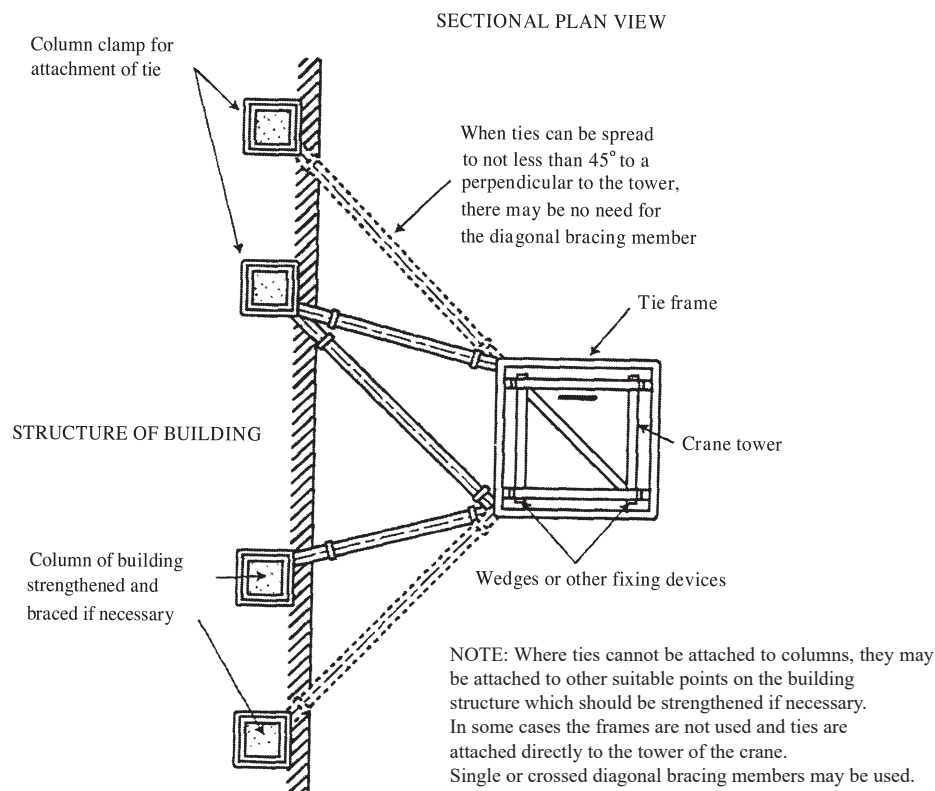 SECTIONAL PLAN VIEW
Column clamp for
attachment of tie
When ties can be spread
to not less than 45° to a
perpendicular to the tower,
there may be no need for
the diagonal bracing member
Tie frame
STRUCTURE OF BUILDING
Crane tower
Column of building
strengthened and
braced if necessary
Wedges or other fixing devices
NOTE: Where ties cannot be attached to columns, they may
be attached to other suitable points on the building
structure which should be strengthened if necessary.
In some cases the frames are not used and ties are
attached directly to the tower of the crane.
Single or crossed diagonal bracing members may be used.